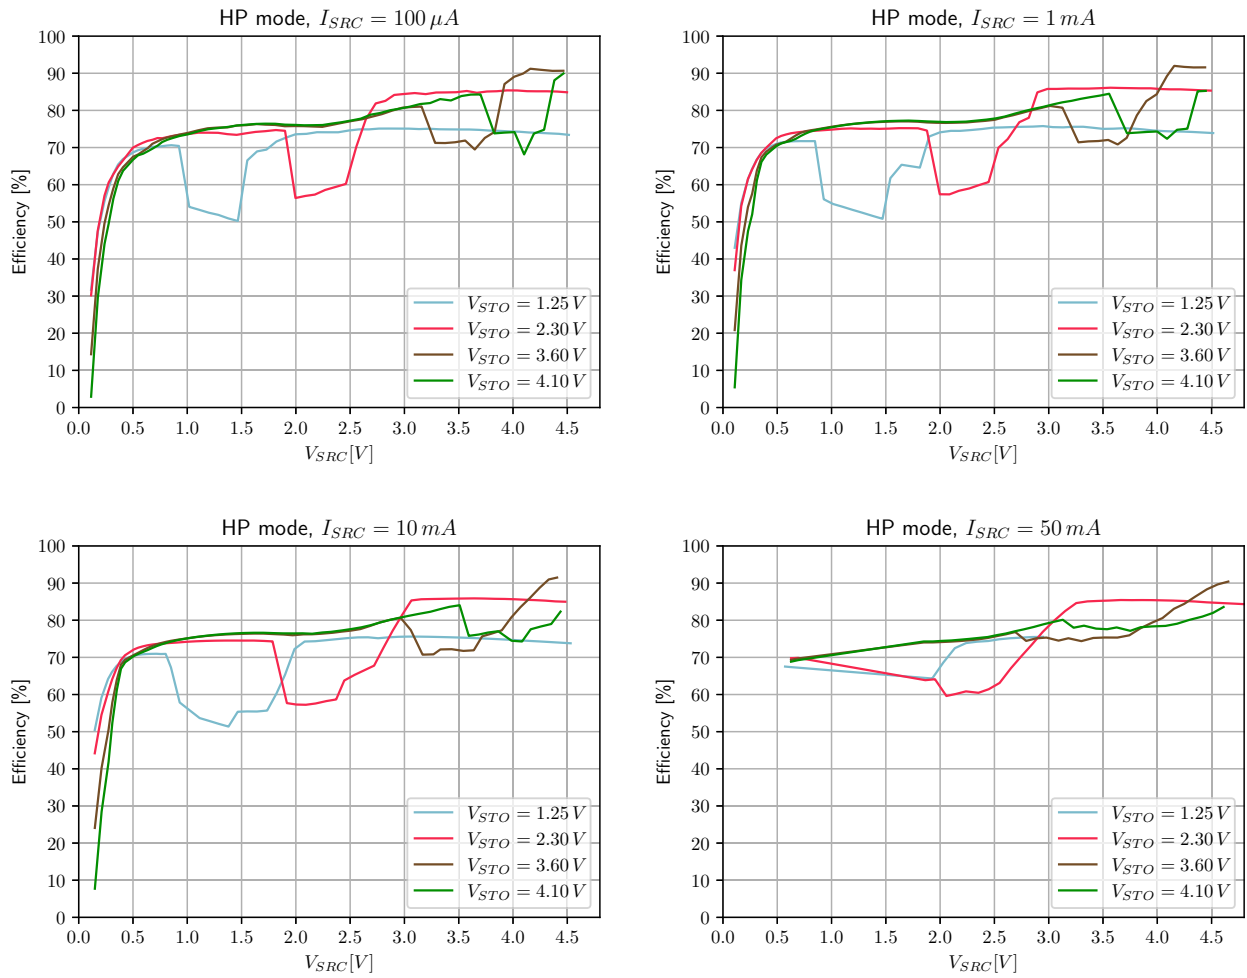 HP mode, I_SRC = 100 μA
Efficiency [%]
100
90
80
70
60
50
40
30
20
10
0
V_STO = 1.25 V
V_STO = 2.30 V
V_STO = 3.60 V
V_STO = 4.10 V
0.0 0.5 1.0 1.5 2.0 2.5 3.0 3.5 4.0 4.5
V_SRC[V]
HP mode, I_SRC = 1 mA
Efficiency [%]
100
90
80
70
60
50
40
30
20
10
0
V_STO = 1.25 V
V_STO = 2.30 V
V_STO = 3.60 V
V_STO = 4.10 V
0.0 0.5 1.0 1.5 2.0 2.5 3.0 3.5 4.0 4.5
V_SRC[V]
HP mode, I_SRC = 10 mA
Efficiency [%]
100
90
80
70
60
50
40
30
20
10
0
V_STO = 1.25 V
V_STO = 2.30 V
V_STO = 3.60 V
V_STO = 4.10 V
0.0 0.5 1.0 1.5 2.0 2.5 3.0 3.5 4.0 4.5
V_SRC[V]
HP mode, I_SRC = 50 mA
Efficiency [%]
100
90
80
70
60
50
40
30
20
10
0
V_STO = 1.25 V
V_STO = 2.30 V
V_STO = 3.60 V
V_STO = 4.10 V
0.0 0.5 1.0 1.5 2.0 2.5 3.0 3.5 4.0 4.5
V_SRC[V]